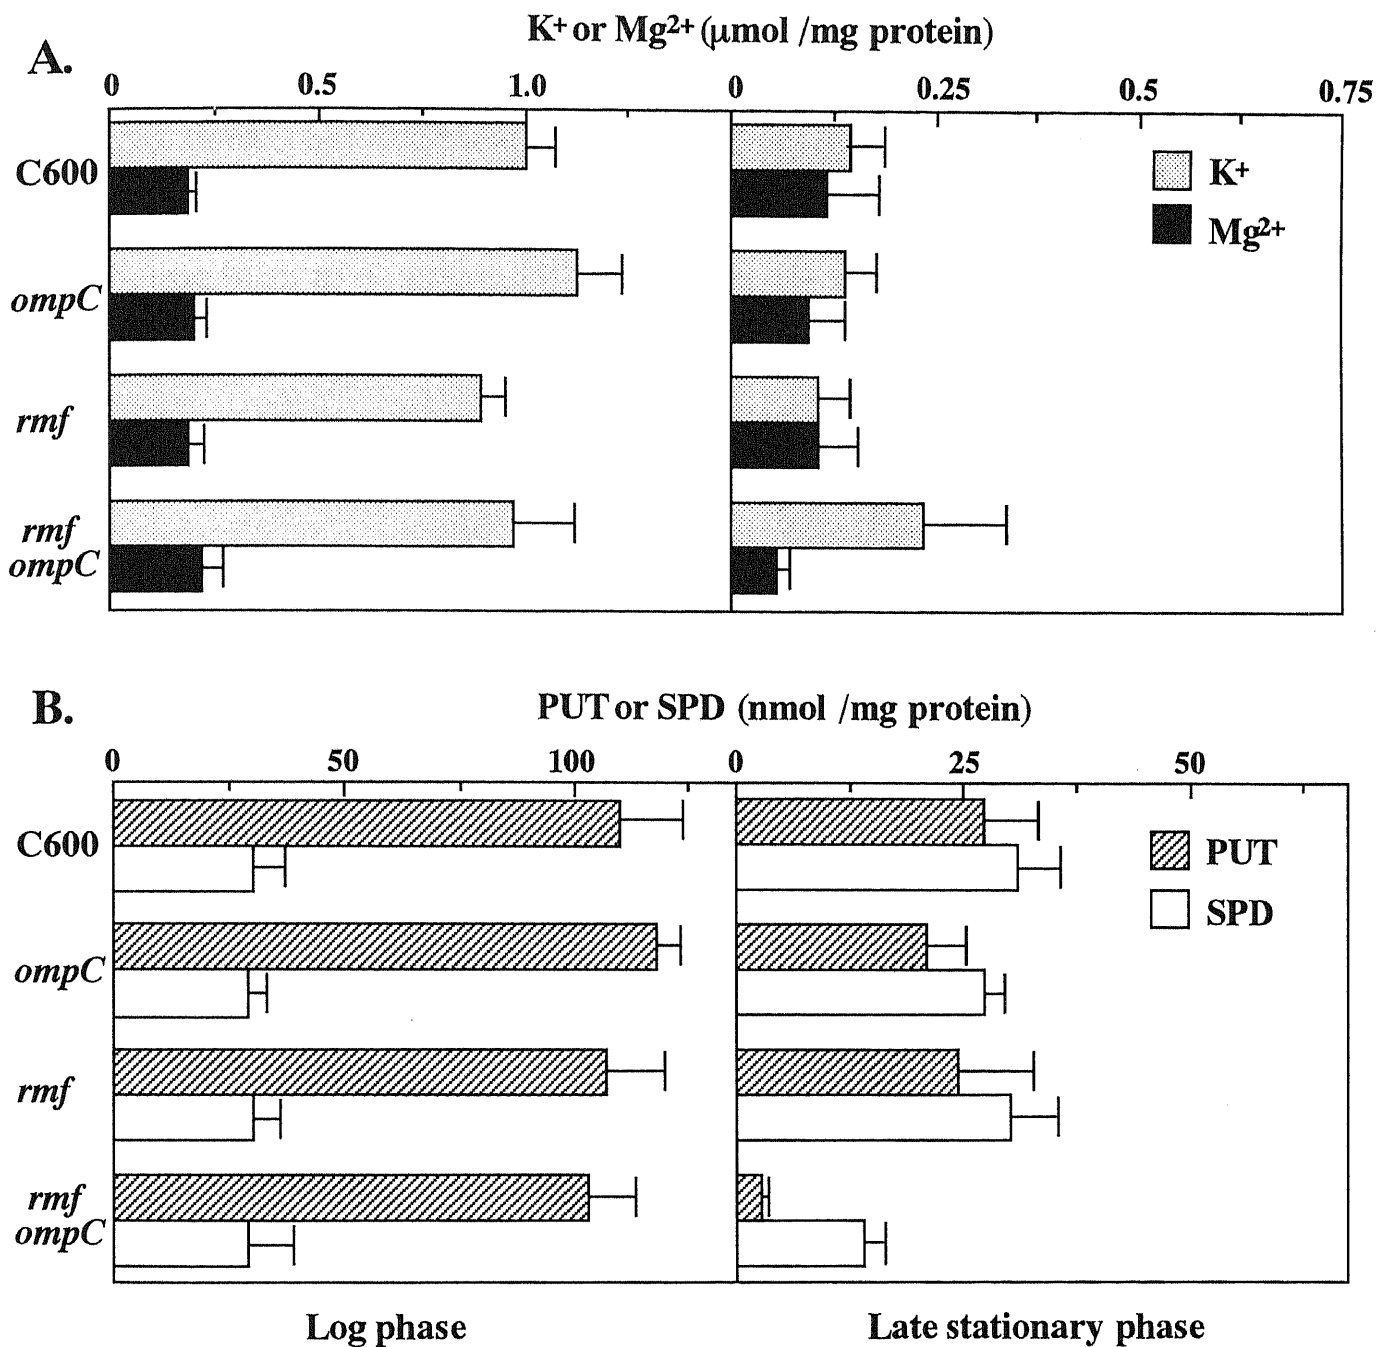 K+ or Mg2+ (μmol /mg protein)
A.
0 0.5 1.0 0 0.25 0.5 0.75
C600
K+
Mg2+
ompC
rmf
rmf
ompC
B.
PUT or SPD (nmol /mg protein)
0 50 100 0 25 50
C600
PUT
SPD
ompC
rmf
rmf
ompC
Log phase Late stationary phase